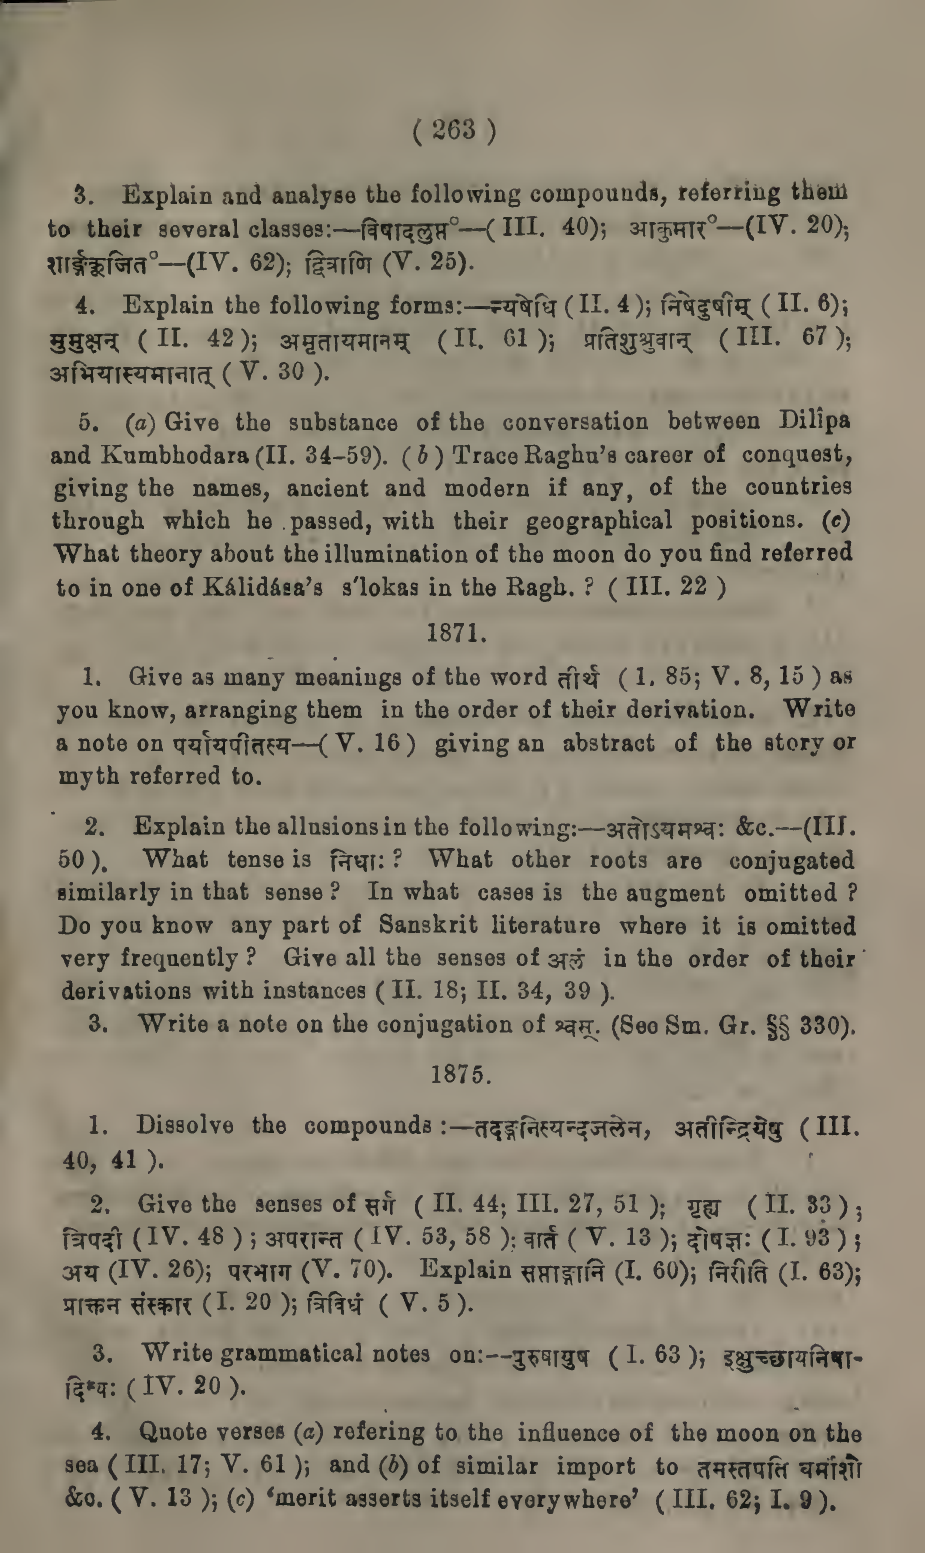 ( 263 )
3. Explain and analyse the following compounds, referring them
to their several classes:—विषादलुप्त°—( III. 40); आकुमार°—(IV. 20);
शार्ङ्गकूजित°—(IV. 62); द्वित्राणि (V. 25).
4. Explain the following forms:—न्यषेधि (II. 4); निषेदुषीम् ( II. 6);
मुमुक्षन् ( II. 42 ); अमृतायमानम् ( II. 61 ); प्रतिशुश्रुवान् ( III. 67 );
अभियास्यमानात् ( V. 30 ).
5. (a) Give the substance of the conversation between Dilîpa
and Kumbhodara (II. 34–59). ( b ) Trace Raghu's career of conquest,
giving the names, ancient and modern if any, of the countries
through which he passed, with their geographical positions. (c)
What theory about the illumination of the moon do you find referred
to in one of Kálidása's s'lokas in the Ragh. ? ( III. 22 )
1871.
1. Give as many meanings of the word तीर्थ ( 1. 85; V. 8, 15 ) as
you know, arranging them in the order of their derivation. Write
a note on पर्यायपीतस्य—( V. 16 ) giving an abstract of the story or
myth referred to.
2. Explain the allusions in the following:—अतोऽयमश्वः &c.—(III.
50 ). What tense is निधाः ? What other roots are conjugated
similarly in that sense ? In what cases is the augment omitted ?
Do you know any part of Sanskrit literature where it is omitted
very frequently ? Give all the senses of अलं in the order of their
derivations with instances ( II. 18; II. 34, 39 ).
3. Write a note on the conjugation of श्वस्. (See Sm. Gr. §§ 330).
1875.
1. Dissolve the compounds :—तदङ्गनिस्यन्दजलेन, अतीन्द्रियेषु ( III.
40, 41 ).
2. Give the senses of सर्ग ( II. 44; III. 27, 51 ); गृह्य ( II. 33 ) ;
त्रिपदी ( IV. 48 ) ; अपरान्त ( IV. 53, 58 ); वार्त ( V. 13 ); दोषज्ञः ( I. 93 ) ;
अय (IV. 26); परभाग (V. 70). Explain सप्ताङ्गानि (I. 60); निरीति (I. 63);
प्राक्तन संस्कार ( I. 20 ); त्रिविधं ( V. 5 ).
3. Write grammatical notes on:--पुरुषायुष ( I. 63 ); इक्षुच्छायनिषा-
दिन्यः ( IV. 20 ).
4. Quote verses (a) refering to the influence of the moon on the
sea ( III. 17; V. 61 ); and (b) of similar import to तमस्तपति घर्मांशौ
&c. ( V. 13 ); (c) 'merit asserts itself everywhere' ( III. 62; I. 9 ).